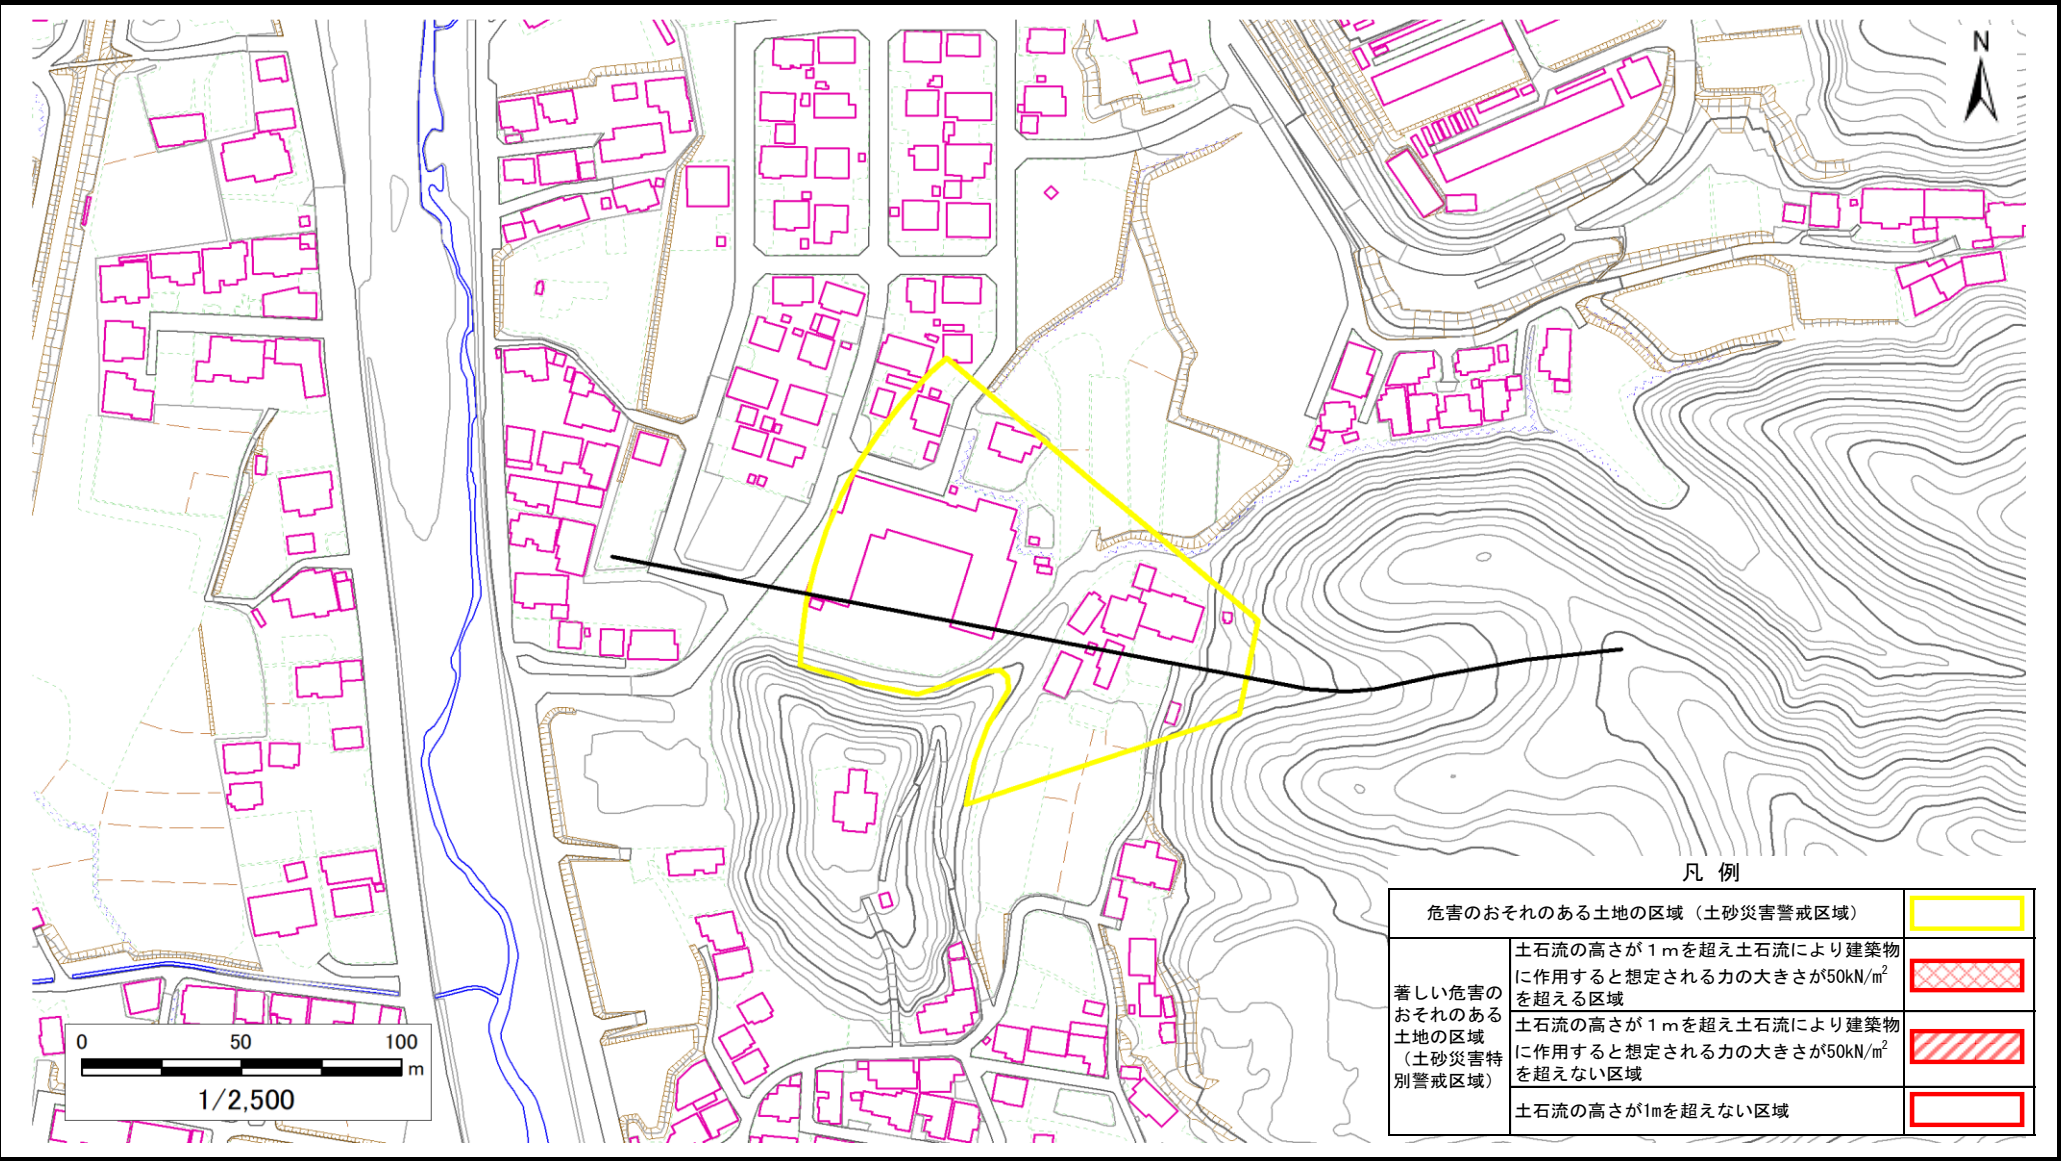 N
凡 例
危害のおそれのある土地の区域（土砂災害警戒区域）
著しい危害の
おそれのある
土地の区域
（土砂災害特
別警戒区域）
土石流の高さが１ｍを超え土石流により建築物
に作用すると想定される力の大きさが50kN/㎡
を超える区域
土石流の高さが１ｍを超え土石流により建築物
に作用すると想定される力の大きさが50kN/㎡
を超えない区域
土石流の高さが1mを超えない区域
0 50 100
m
1/2,500